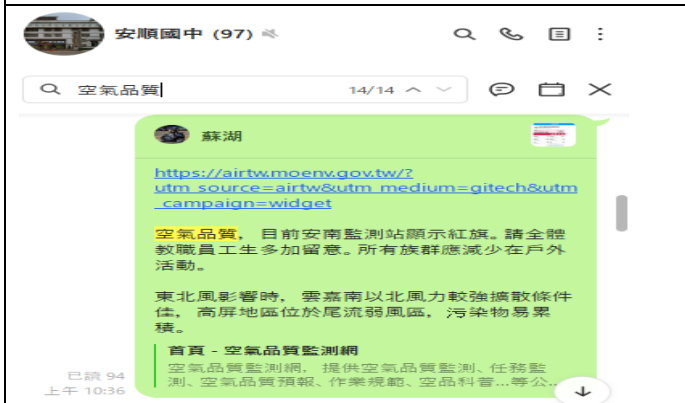 安順國中 (97)
空氣品質
14/14
蘇湖
https://airtw.moenv.gov.tw/?
utm_source=airtw&utm_medium=gitech&utm
_campaign=widget
空氣品質，目前安南監測站顯示紅旗。請全體
教職員工生多加留意。所有族群應減少在戶外
活動。
東北風影響時，雲嘉南以北風力較強擴散條件
佳，高屏地區位於尾流弱風區，污染物易累
積。
首頁 - 空氣品質監測網
空氣品質監測網，提供空氣品質監測、任務監
測、空氣品質預報、作業規範、空品科普...等公..
已讀 94
上午 10:36